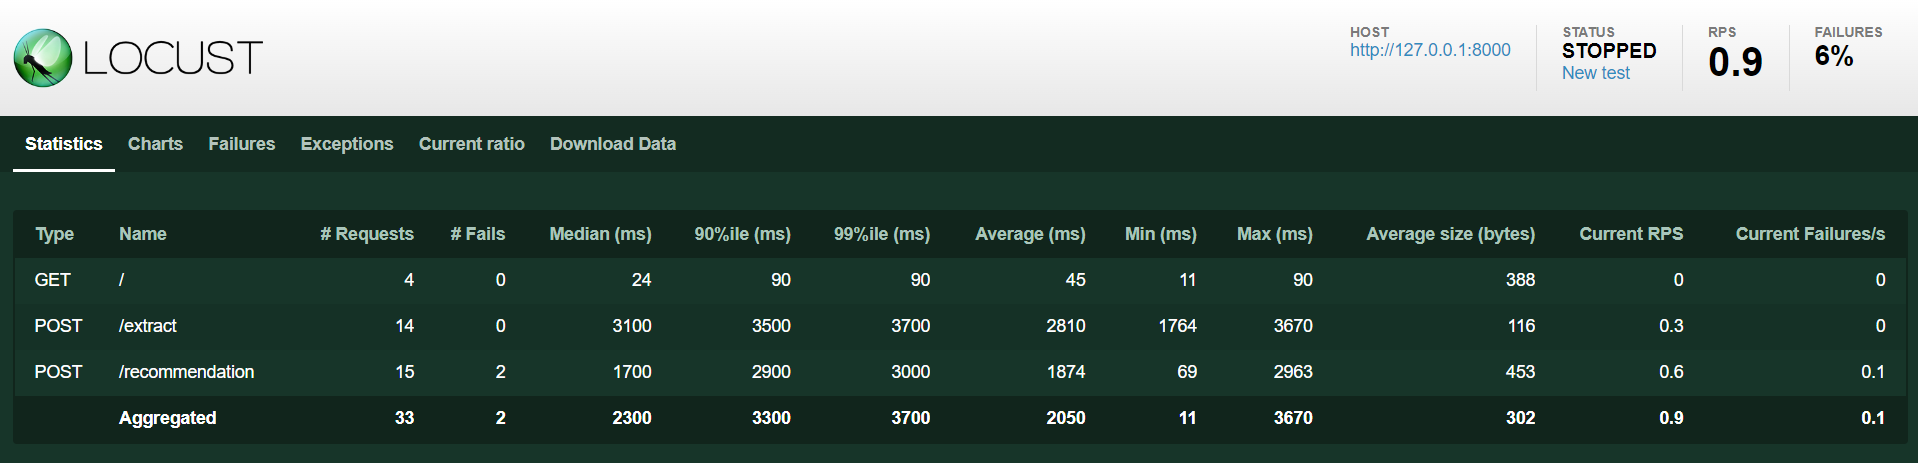 LOCUST
HOST
http://127.0.0.1:8000
STATUS
STOPPED
New test
RPS
0.9
FAILURES
6%
Statistics Charts Failures Exceptions Current ratio Download Data
Type Name # Requests # Fails Median (ms) 90%ile (ms) 99%ile (ms) Average (ms) Min (ms) Max (ms) Average size (bytes) Current RPS Current Failures/s
GET / 4 0 24 90 90 45 11 90 388 0 0
POST /extract 14 0 3100 3500 3700 2810 1764 3670 116 0.3 0
POST /recommendation 15 2 1700 2900 3000 1874 69 2963 453 0.6 0.1
Aggregated 33 2 2300 3300 3700 2050 11 3670 302 0.9 0.1